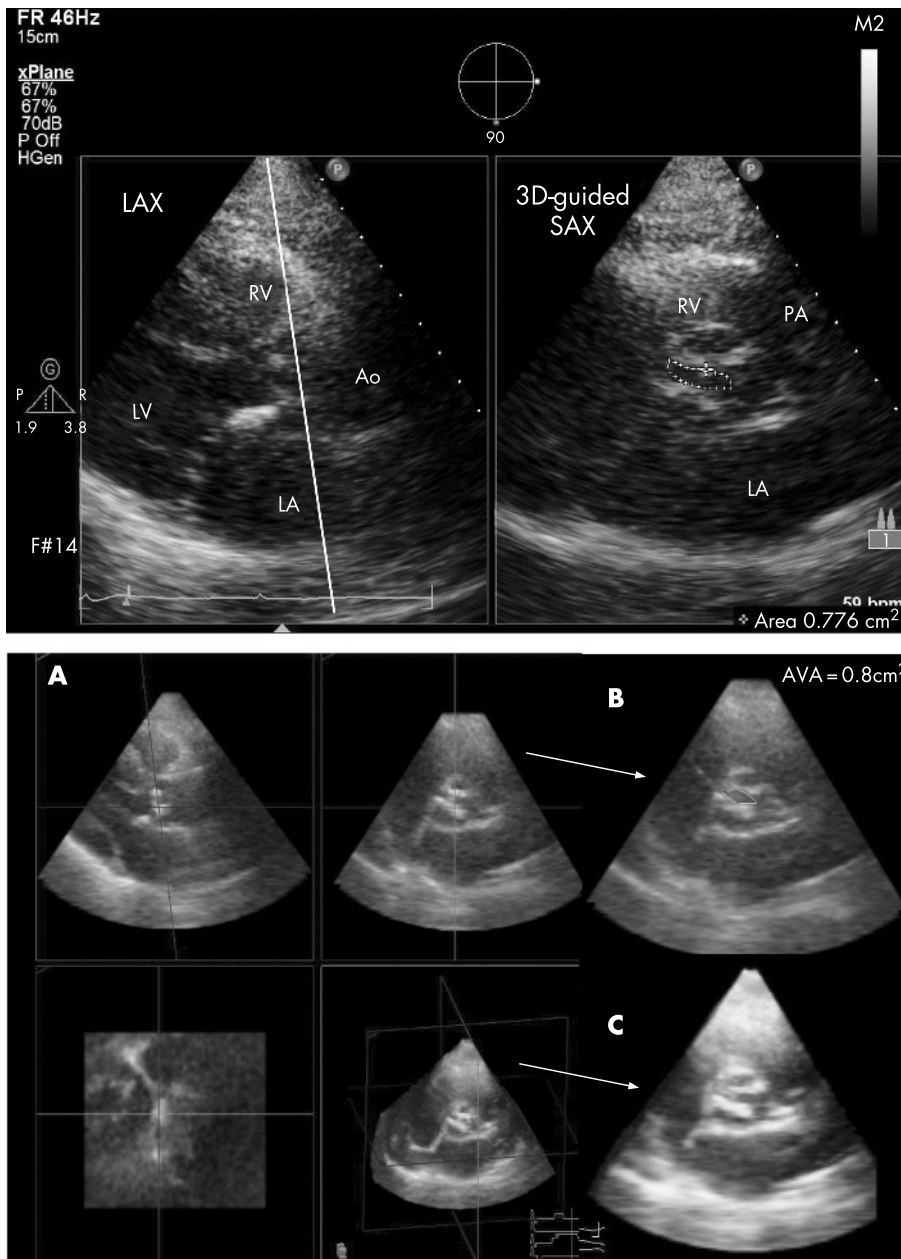 FR 46Hz
15cm
xPlane
67%
67%
70dB
P Off
HGen
M2
90
P
P
LAX
3D-guided
SAX
RV
RV
PA
Ao
G
P R
LV
1.9 3.8
LA
LA
F#14
1
59 bpm
Area 0.776 cm2
A
B
AVA = 0.8cm2
C